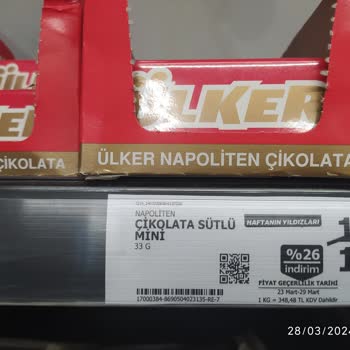 ÜLKER
ÇİKOLATA
ÜLKER NAPOLİTEN ÇİKOLATA
NAPOLİTEN
ÇİKOLATA SÜTLÜ
MİNİ
33 G
HAFTANIN YILDIZLARI
%26
indirim
FİYAT GEÇERLİLİK TARİHİ
23 Mart-29 Mart
1 KG = 348,48 TL KDV Dahildir
17000384-8690504023135-RE-7
28/03/2024